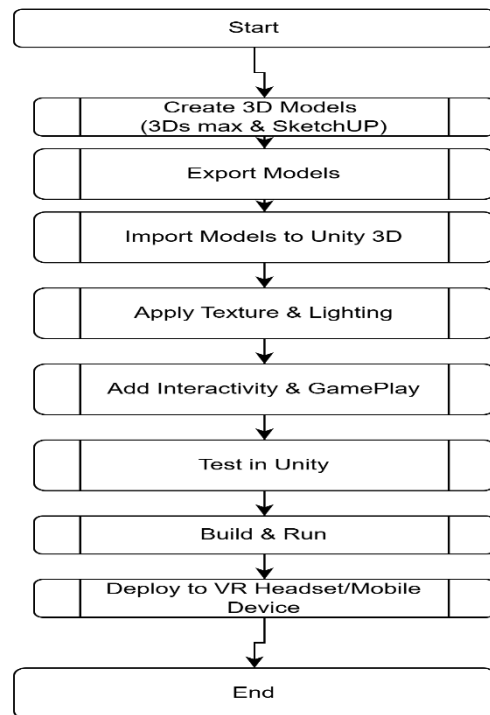 Start
Create 3D Models
(3Ds max & SketchUP)
Export Models
Import Models to Unity 3D
Apply Texture & Lighting
Add Interactivity & GamePlay
Test in Unity
Build & Run
Deploy to VR Headset/Mobile
Device
End